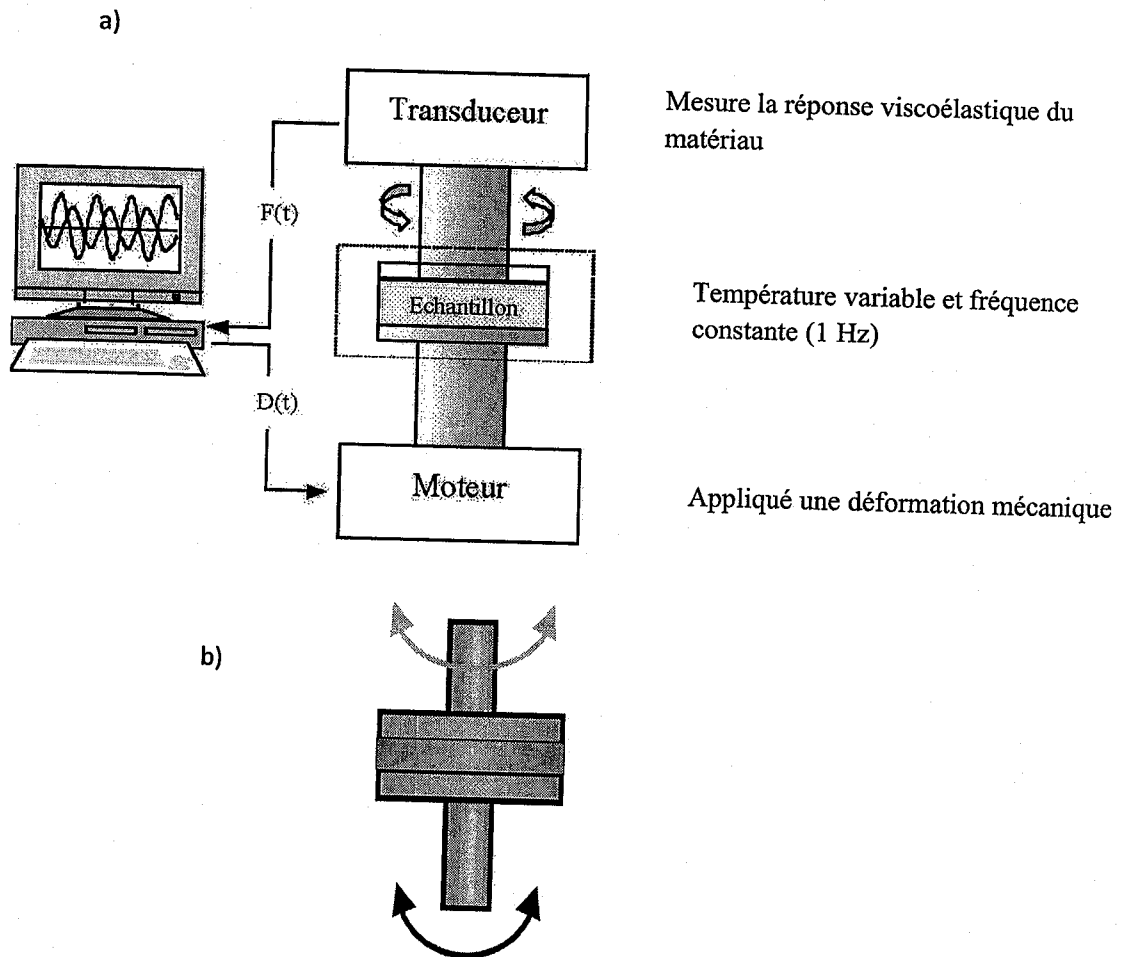 a)
Transducteur
Mesure la réponse viscoélastique du
matériau
F(t)
Echantillon
Température variable et fréquence
constante (1 Hz)
D(t)
Moteur
Appliqué une déformation mécanique
b)